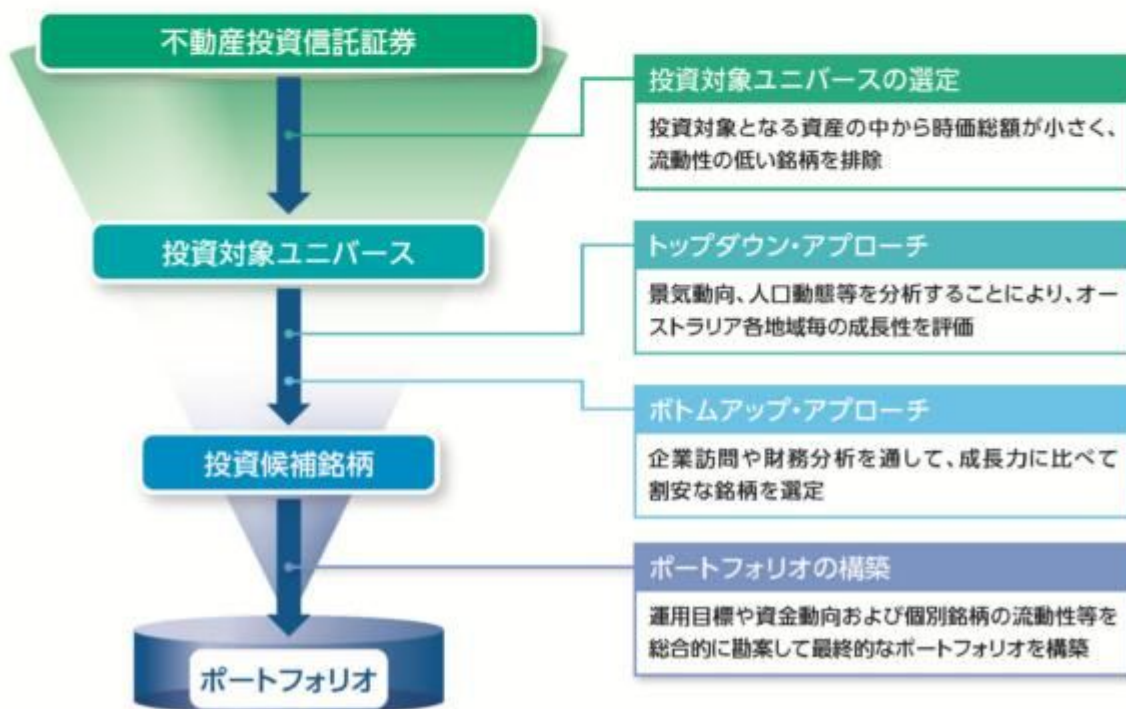 不動産投資信託証券
投資対象ユニバースの選定
投資対象となる資産の中から時価総額が小さく、
流動性の低い銘柄を排除
投資対象ユニバース
トップダウン・アプローチ
景気動向、人口動態等を分析することにより、オー
ストラリア各地域毎の成長性を評価
ボトムアップ・アプローチ
企業訪問や財務分析を通して、成長力に比べて
割安な銘柄を選定
投資候補銘柄
ポートフォリオの構築
運用目標や資金動向および個別銘柄の流動性等を
総合的に勘案して最終的なポートフォリオを構築
ポートフォリオ